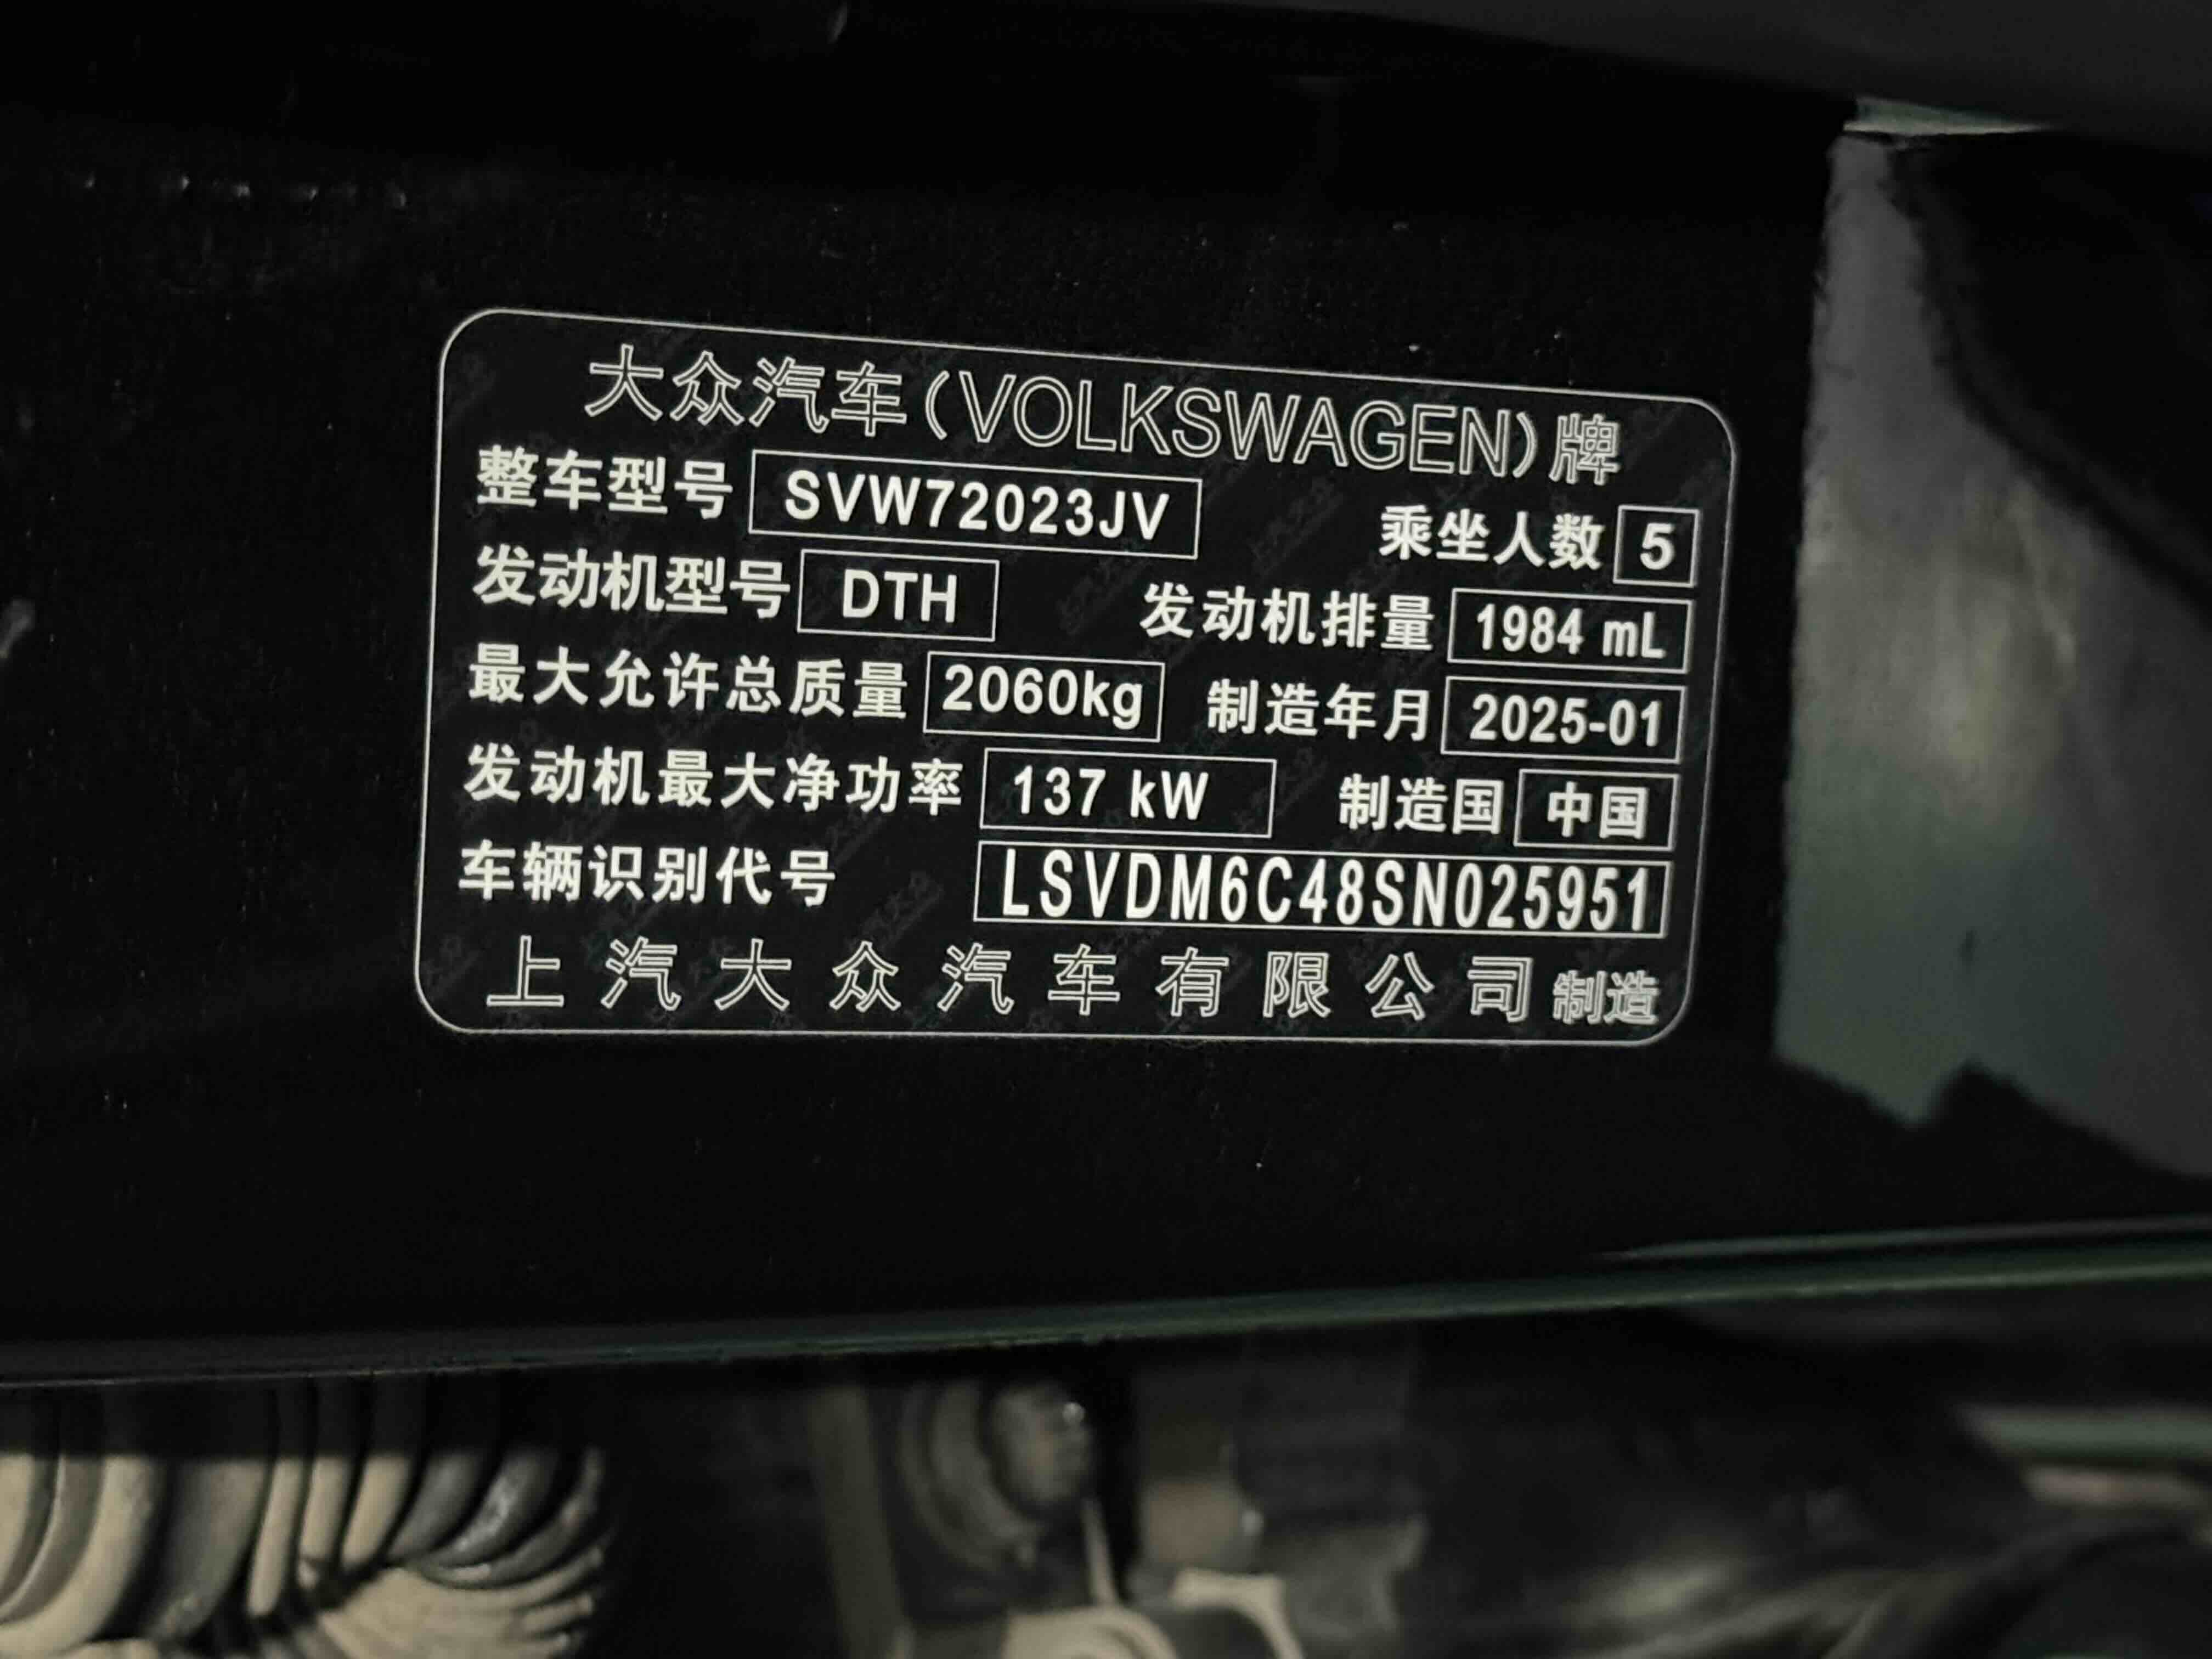 大众汽车(VOLKSWAGEN)牌
整车型号 SVW72023JV 乘坐人数 5
发动机型号 DTH 发动机排量 1984 mL
最大允许总质量 2060kg 制造年月 2025-01
发动机最大净功率 137 kW 制造国 中国
车辆识别代号 LSVDM6C48SN025951
上汽大众汽车有限公司制造